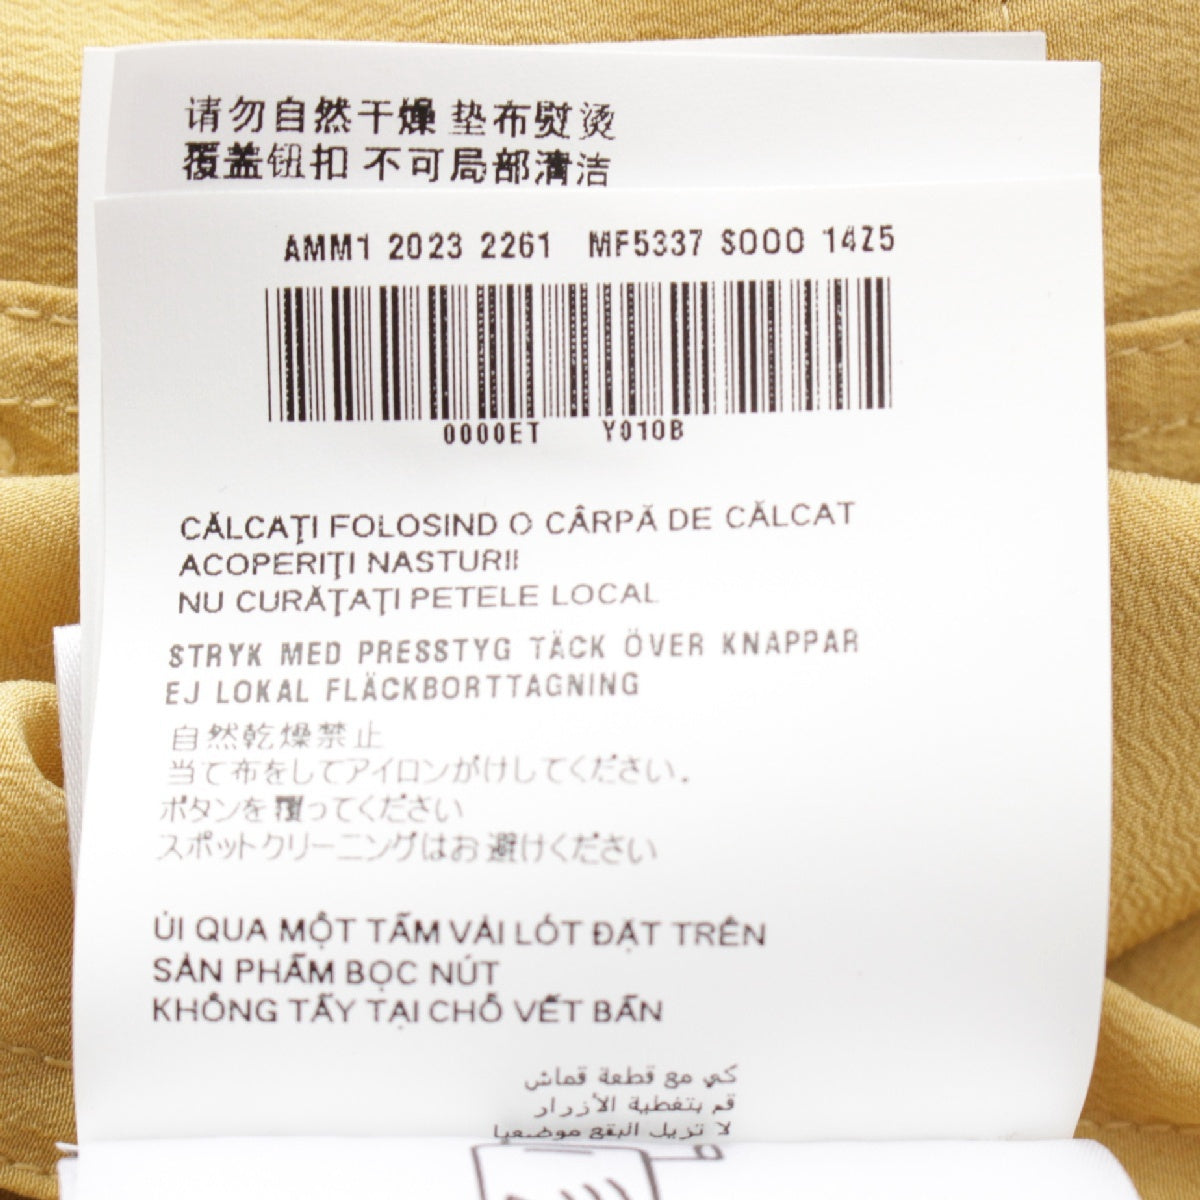 请勿自然干燥 垫布熨烫
覆盖钮扣 不可局部清洁
AMM1 2023 2261 MF5337 S000 14Z5
0000ET Y010B
CĂLCAŢI FOLOSIND O CÂRPĂ DE CĂLCAT
ACOPERIŢI NASTURII
NU CURĂŢAŢI PETELE LOCAL
STRYK MED PRESSTYG TÄCK ÖVER KNAPPAR
EJ LOKAL FLÄCKBORTTAGNING
自然乾燥禁止
当て布をしてアイロンがけしてください。
ボタンを覆ってください
スポットクリーニングはお避けください
ỦI QUA MỘT TẤM VẢI LÓT ĐẶT TRÊN
SẢN PHẨM BỌC NÚT
KHÔNG TẨY TẠI CHỖ VẾT BẨN
كي مع قطعة قماش
قم بتغطية الأزرار
لا تزيل البقع موضعيا